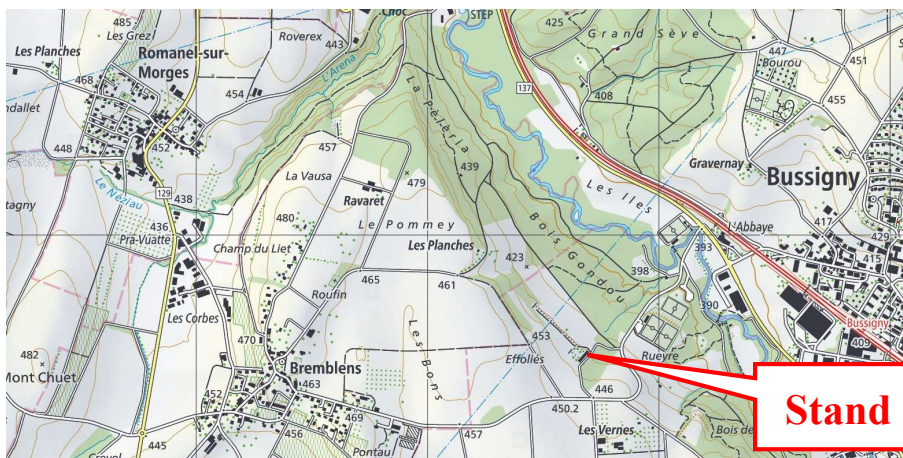 Choc
STEP
425
Grand Sève
447
Bourou
451
485
Les Grez
Roverex
443
Les Planches
Romanel-sur-
Morges
L'Arena
La Pèleria
137
408
455
468
454
ndallet
452
457
439
Gravernay
Bussigny
448
Le Néziau
129
438
La Vausa
479
Ravaret
Les Illes
tagny
436
480
Le Pommey
L'Abbaye
417
Pra-Vuatte
Champ du Liet
Les Planches
423
Bois Gondou
393
429
415
398
465
461
390
Roufin
Les Corbes
Les Bons
453
Bussigny
409
482
Mont Chuet
470
Effoliés
Rueyre
Bremblens
463
446
452
469
450.2
Stand
445
456
457
Les Vernes
Bois de
Crevel
Pontau